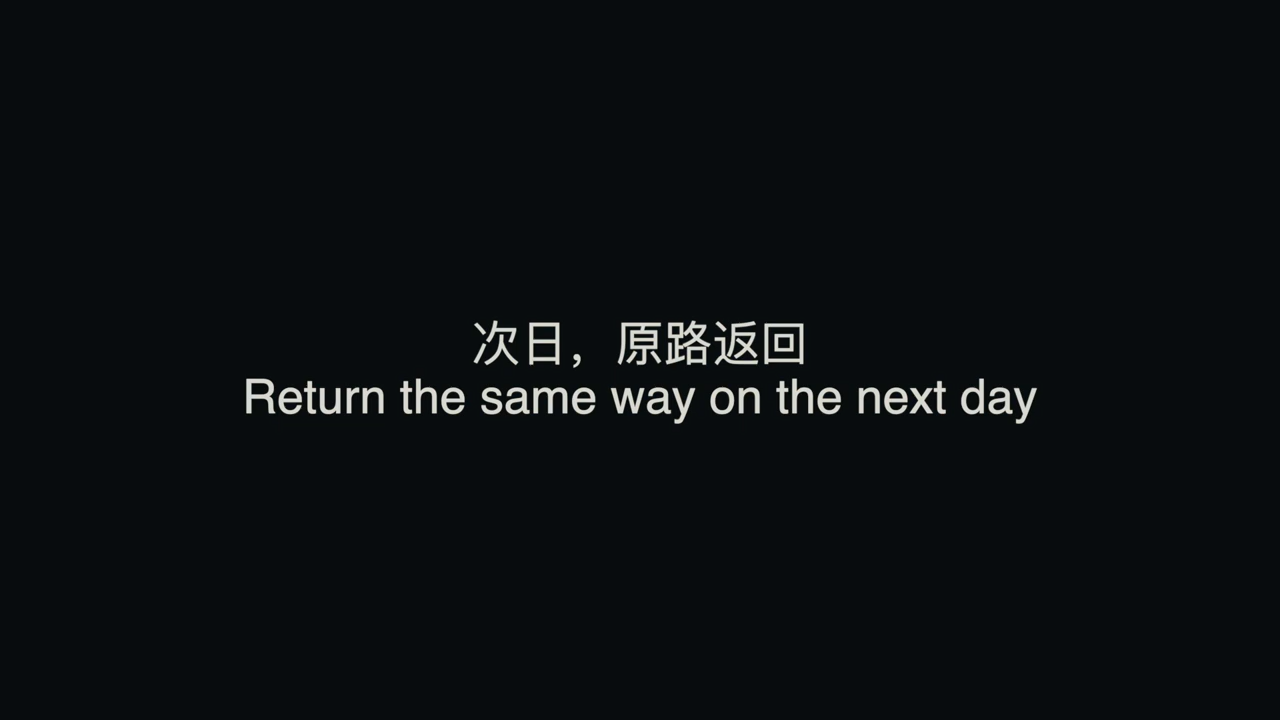 次日，原路返回
Return the same way on the next day